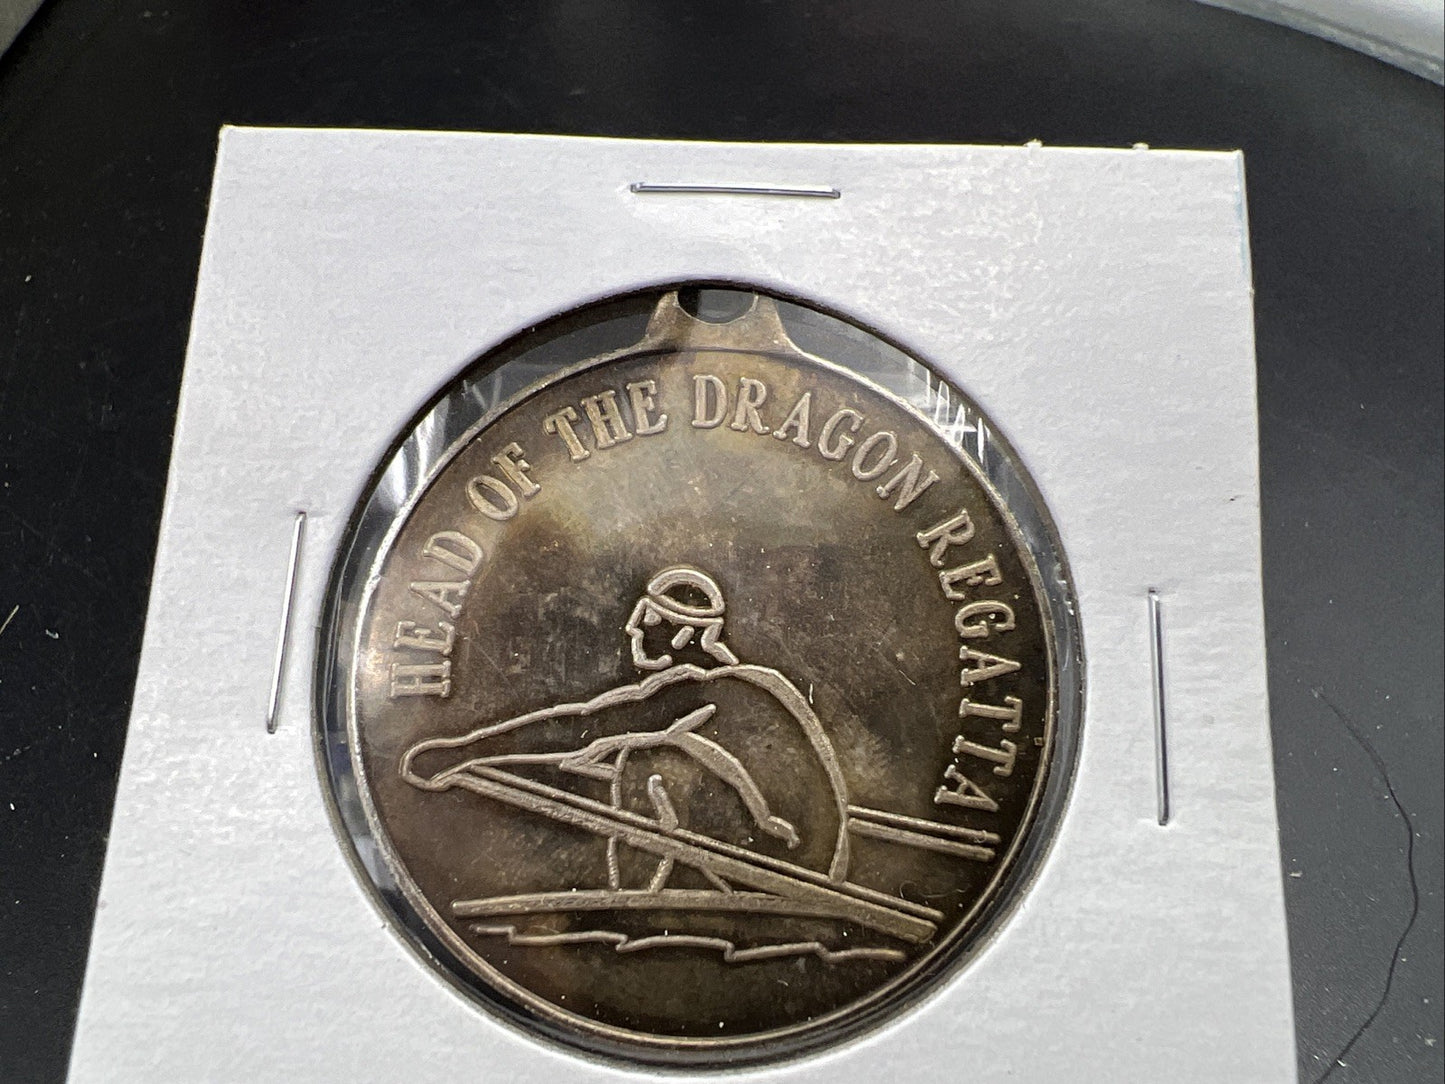 HEAD OF THE DRAGON REGATTA